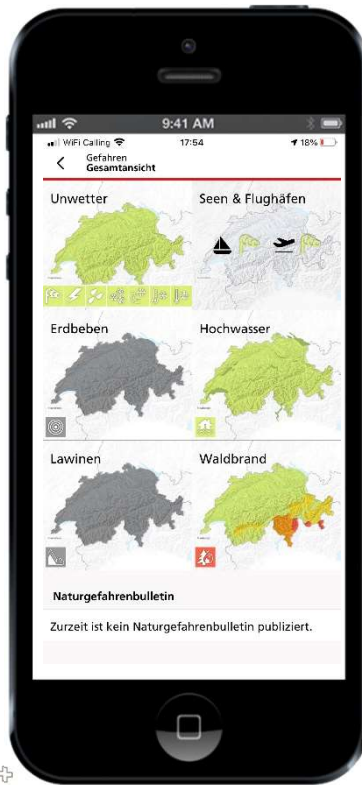 9:41 AM
WiFi Calling 17:54 18%
Gefahren
Gesamtansicht
Unwetter
Seen & Flughäfen
Erdbeben
Hochwasser
Lawinen
Waldbrand
Naturgefahrenbulletin
Zurzeit ist kein Naturgefahrenbulletin publiziert.